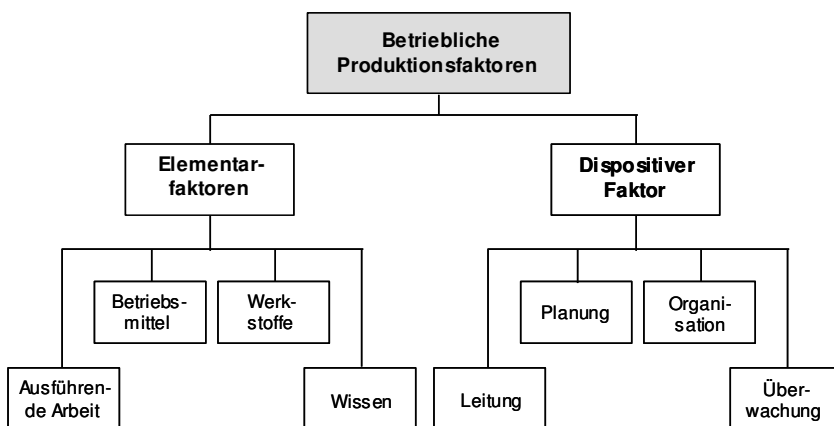 Betriebliche
Produktionsfaktoren
Elementar-
faktoren
Dispositiver
Faktor
Betriebs-
mittel
Werk-
stoffe
Planung
Organi-
sation
Ausführen-
de Arbeit
Wissen
Leitung
Über-
wachung